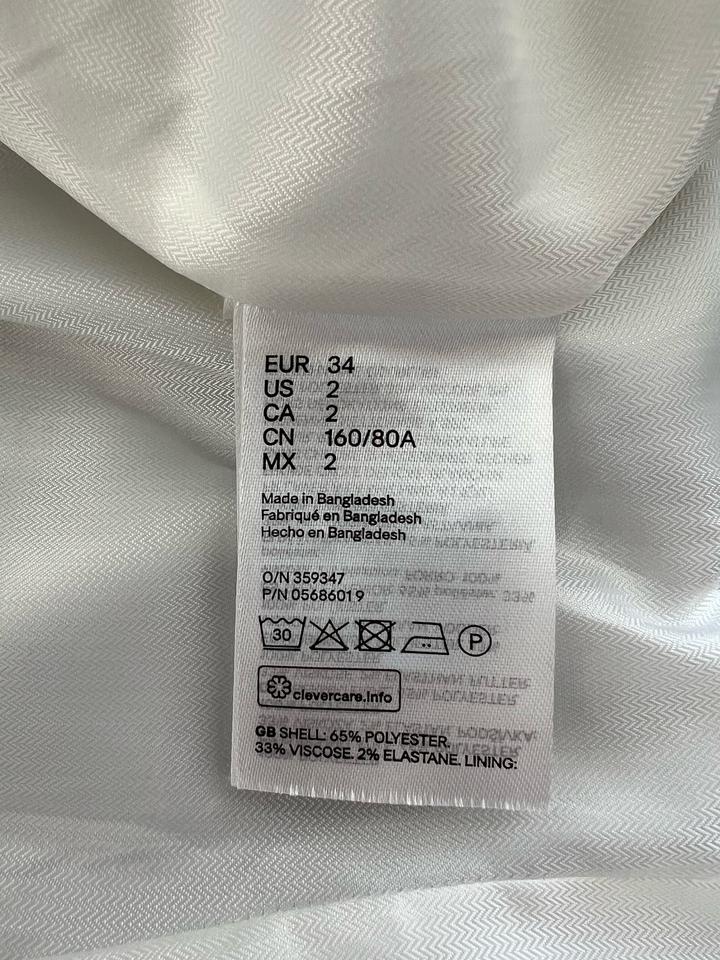 EUR 34
US 2
CA 2
CN 160/80A
MX 2
Made in Bangladesh
Fabriqué en Bangladesh
Hecho en Bangladesh
O/N 359347
P/N 05686019
30 P
clevercare.info
GB SHELL: 65% POLYESTER.
33% VISCOSE. 2% ELASTANE. LINING: